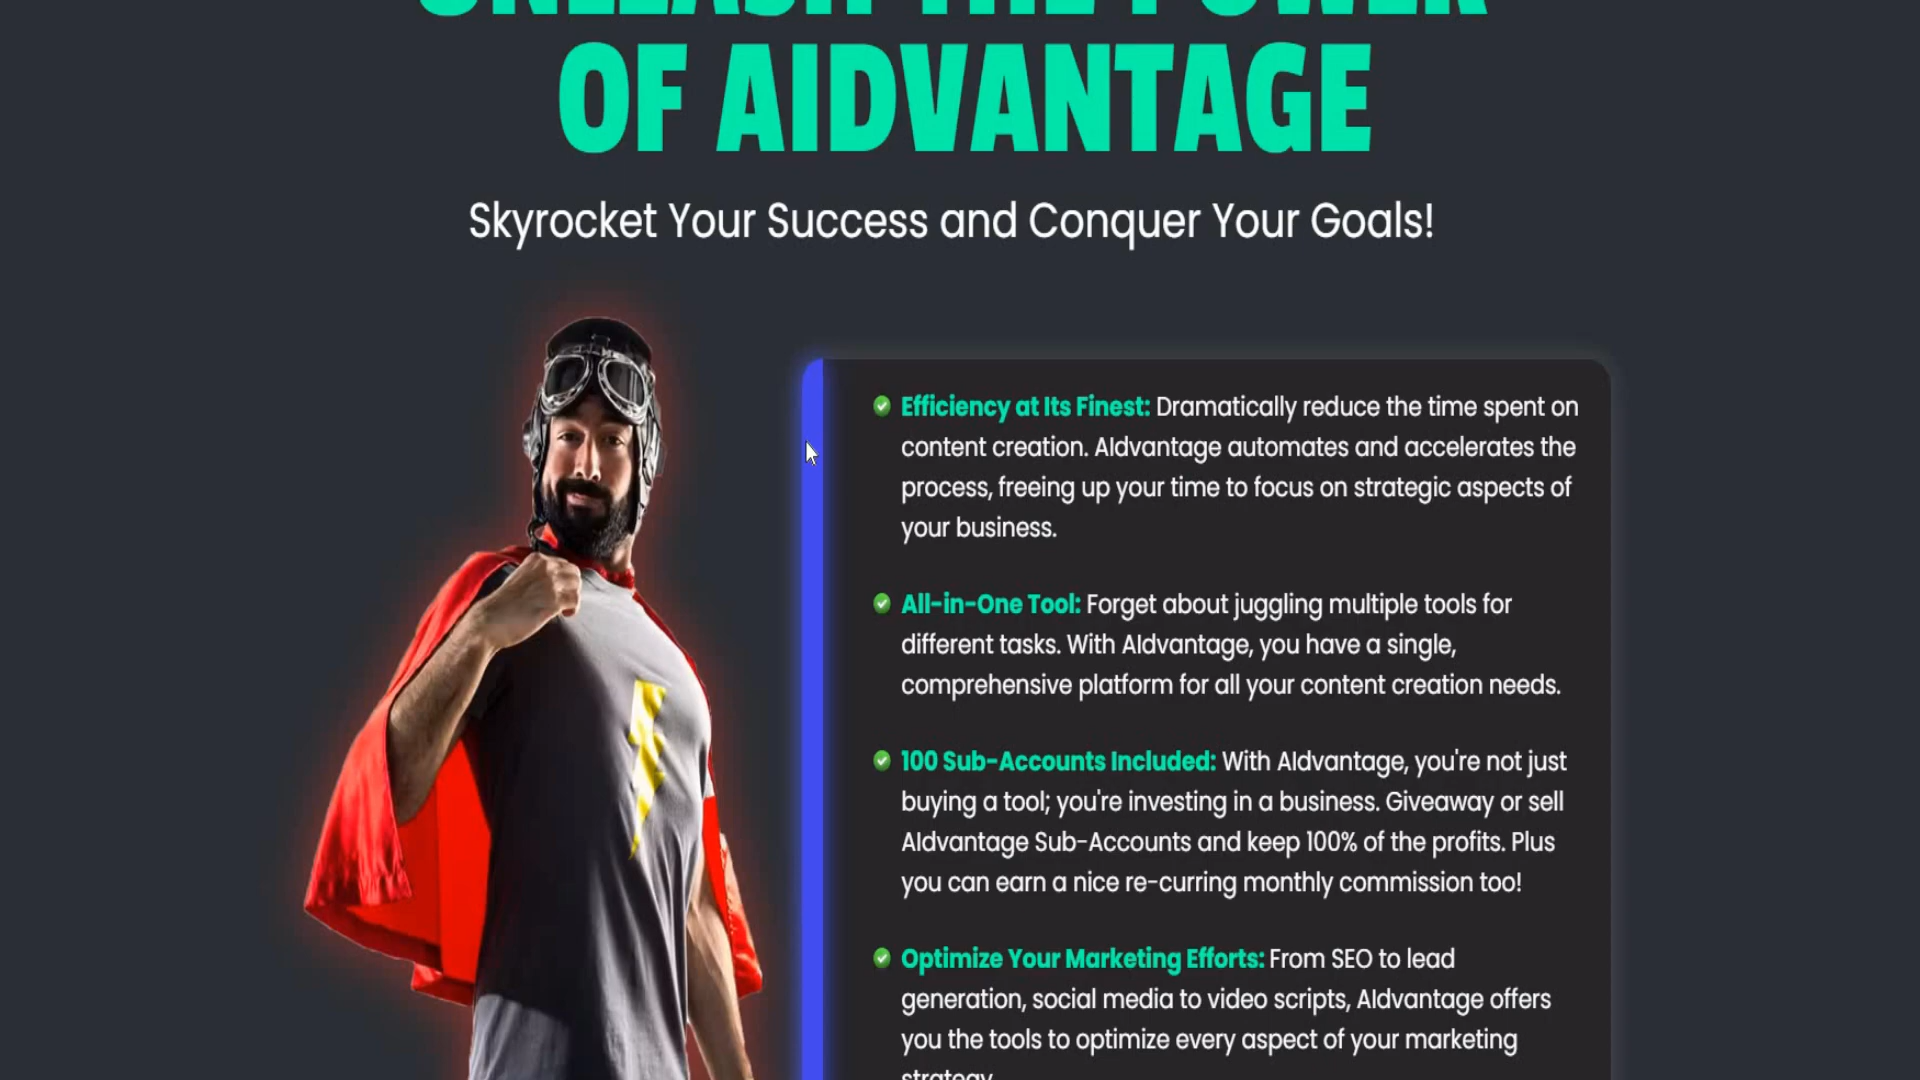 UNLEASH THE POWER
OF AIDVANTAGE
Skyrocket Your Success and Conquer Your Goals!
Efficiency at Its Finest: Dramatically reduce the time spent on
content creation. AIdvantage automates and accelerates the
process, freeing up your time to focus on strategic aspects of
your business.
All-in-One Tool: Forget about juggling multiple tools for
different tasks. With AIdvantage, you have a single,
comprehensive platform for all your content creation needs.
100 Sub-Accounts Included: With AIdvantage, you're not just
buying a tool; you're investing in a business. Giveaway or sell
AIdvantage Sub-Accounts and keep 100% of the profits. Plus
you can earn a nice re-curring monthly commission too!
Optimize Your Marketing Efforts: From SEO to lead
generation, social media to video scripts, AIdvantage offers
you the tools to optimize every aspect of your marketing
strategy.